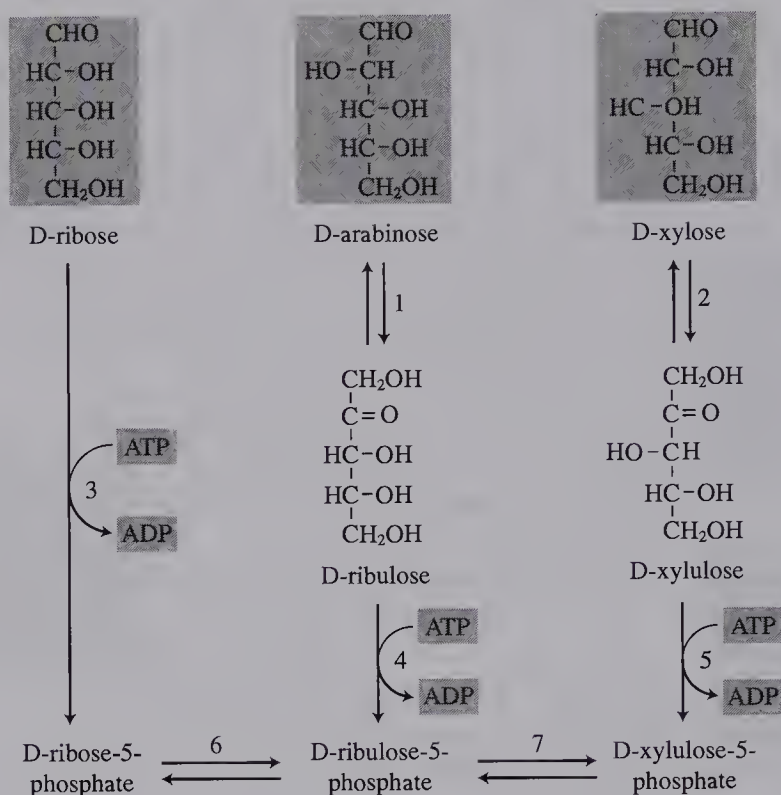 CHO
HC-OH
HC-OH
HC-OH
CH₂OH
D-ribose
CHO
HO-CH
HC-OH
HC-OH
CH₂OH
D-arabinose
CHO
HC-OH
HC-OH
HC-OH
CH₂OH
D-xylose
1
2
CH₂OH
C=O
HC-OH
HC-OH
CH₂OH
D-ribulose
CH₂OH
C=O
HO-CH
HC-OH
CH₂OH
D-xylulose
3
ATP
ADP
4
ATP
ADP
5
ATP
ADP
D-ribose-5-
phosphate
6
D-ribulose-5-
phosphate
7
D-xylulose-5-
phosphate